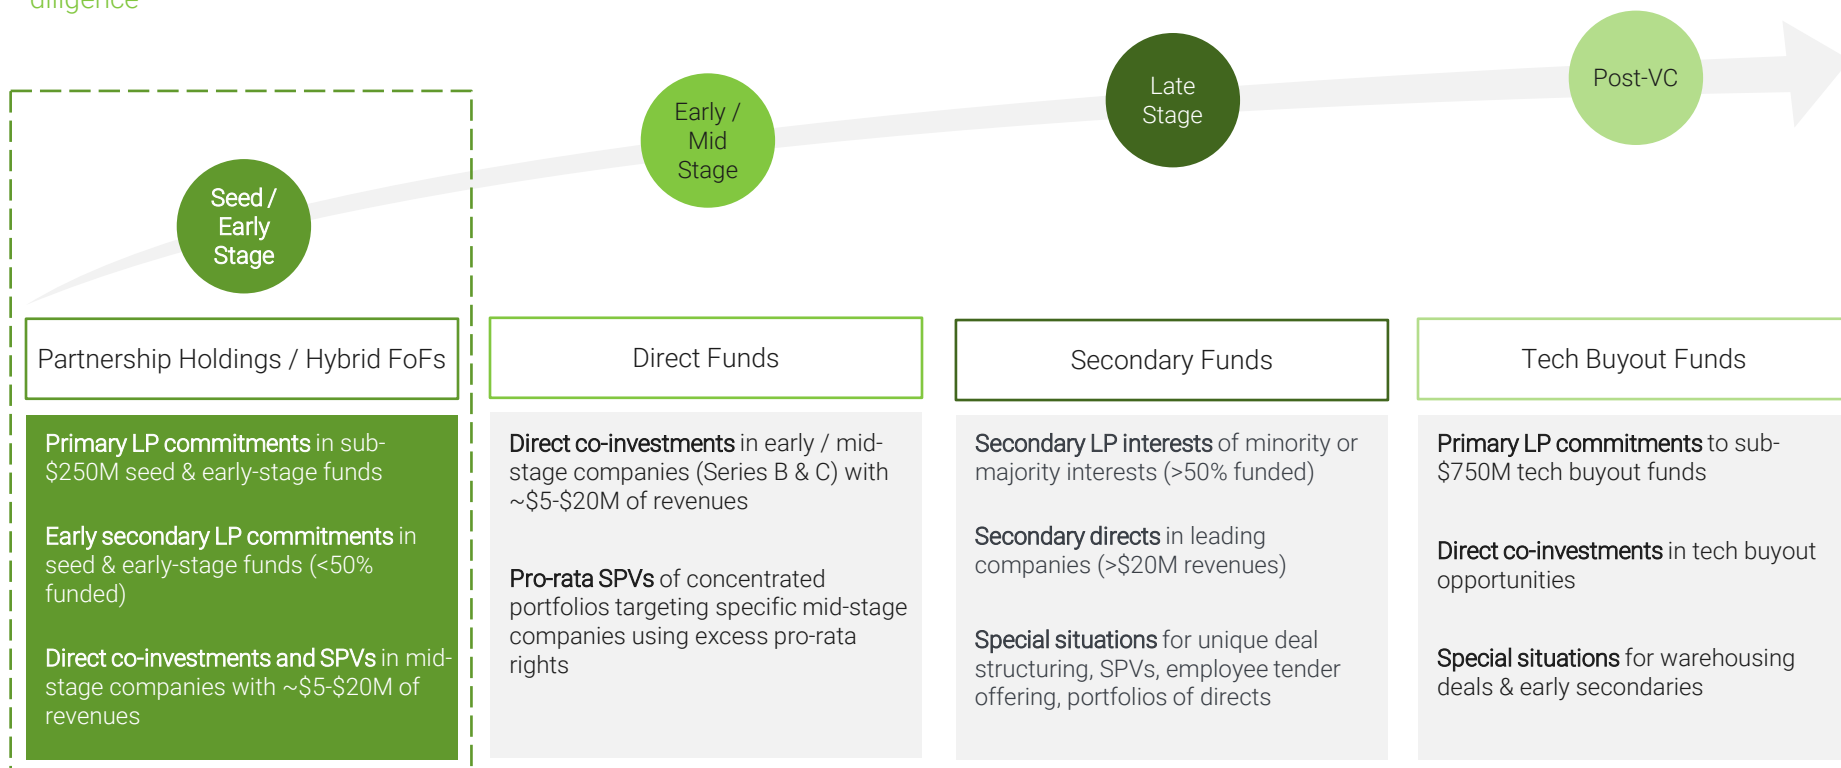 diligence
Seed /
Early
Stage
Early /
Mid
Stage
Late
Stage
Post-VC
Partnership Holdings / Hybrid FoFs
Primary LP commitments in sub-
$250M seed & early-stage funds
Early secondary LP commitments in
seed & early-stage funds (<50%
funded)
Direct co-investments and SPVs in mid-
stage companies with ~$5-$20M of
revenues
Direct Funds
Direct co-investments in early / mid-
stage companies (Series B & C) with
~$5-$20M of revenues
Pro-rata SPVs of concentrated
portfolios targeting specific mid-stage
companies using excess pro-rata
rights
Secondary Funds
Secondary LP interests of minority or
majority interests (>50% funded)
Secondary directs in leading
companies (>$20M revenues)
Special situations for unique deal
structuring, SPVs, employee tender
offering, portfolios of directs
Tech Buyout Funds
Primary LP commitments to sub-
$750M tech buyout funds
Direct co-investments in tech buyout
opportunities
Special situations for warehousing
deals & early secondaries